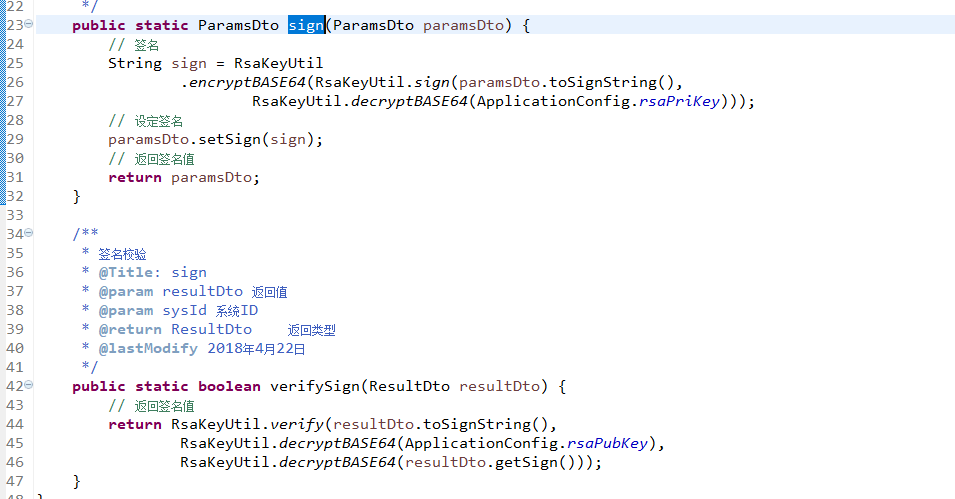 22 */
23 public static ParamsDto sign(ParamsDto paramsDto) {
24 // 签名
25 String sign = RsaKeyUtil
26 .encryptBASE64(RsaKeyUtil.sign(paramsDto.toSignString(),
27 RsaKeyUtil.decryptBASE64(ApplicationConfig.rsaPriKey)));
28 // 设定签名
29 paramsDto.setSign(sign);
30 // 返回签名值
31 return paramsDto;
32 }
33
34 /**
35 * 签名校验
36 * @Title: sign
37 * @param resultDto 返回值
38 * @param sysId 系统ID
39 * @return ResultDto 返回类型
40 * @lastModify 2018年4月22日
41 */
42 public static boolean verifySign(ResultDto resultDto) {
43 // 返回签名值
44 return RsaKeyUtil.verify(resultDto.toSignString(),
45 RsaKeyUtil.decryptBASE64(ApplicationConfig.rsaPubKey),
46 RsaKeyUtil.decryptBASE64(resultDto.getSign()));
47 }
48 }